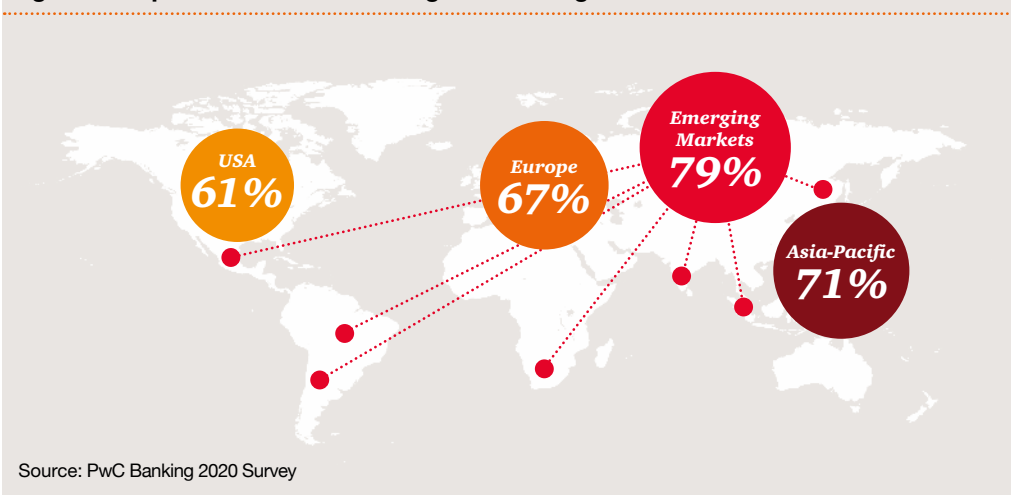 USA
61%
Europe
67%
Emerging
Markets
79%
Asia-Pacific
71%
Source: PwC Banking 2020 Survey